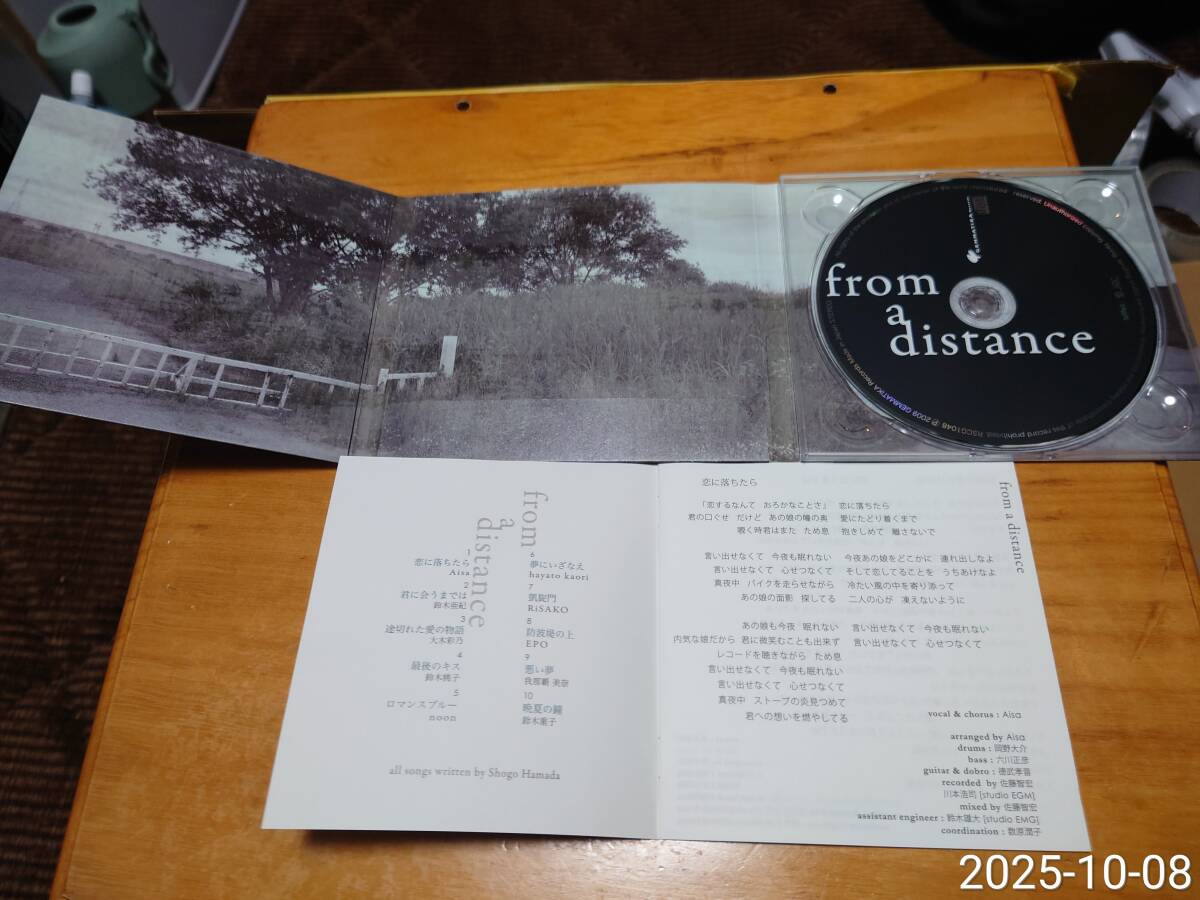 from
a
distance
GEMMATIKA
Unauthorized
℗ 2009 GEMMATIKA Records
RSCG1048
of this record prohibited.
from
a
distance
1
恋に落ちたら
Aisa
2
君に会うまでは
鈴木亜紀
3
途切れた愛の物語
大木彩乃
4
最後のキス
鈴木桃子
5
ロマンスブルー
noon
6
夢にいざなえ
hayato kaori
7
凱旋門
RiSAKO
8
防波堤の上
EPO
9
悪い夢
我那覇 美奈
10
晩夏の鐘
鈴木重子
all songs written by Shogo Hamada
from a distance
恋に落ちたら
「恋するなんて おろかなことさ」 恋に落ちたら
君の口ぐせ だけど あの娘の瞳の奥 愛にたどり着くまで
覗く時君はまた ため息 抱きしめて 離さないで
言い出せなくて 今夜も眠れない 今夜あの娘をどこかに 連れ出しなよ
言い出せなくて 心せつなくて そして恋してることを うちあけなよ
真夜中 バイクを走らせながら 冷たい風の中を寄り添って
あの娘の面影 探してる 二人の心が 凍えないように
あの娘も今夜 眠れない 言い出せなくて 今夜も眠れない
内気な娘だから 君に微笑むことも出来ず 言い出せなくて 心せつなくて
レコードを聴きながら ため息
言い出せなくて 今夜も眠れない
言い出せなくて 心せつなくて
真夜中 ストーブの炎見つめて
君への想いを燃やしてる
vocal & chorus : Aisa
arranged by Aisa
drums : 岡野大介
bass : 六川正彦
guitar & dobro : 徳武孝音
recorded by 佐藤智宏
川本浩司 [studio EGM]
mixed by 佐藤智宏
assistant engineer : 鈴木雄大 [studio EMG]
coordination : 数原潤子
2025-10-08